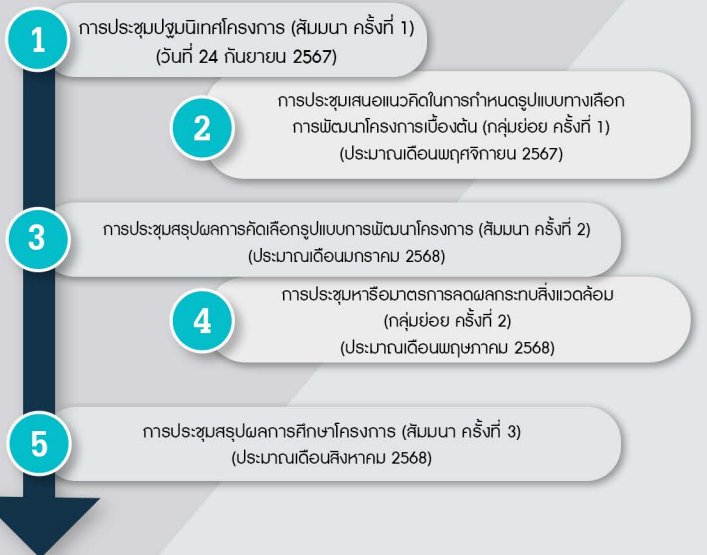 1
การประชุมปฐมนิเทศโครงการ (สัมมนา ครั้งที่ 1)
(วันที่ 24 กันยายน 2567)
2
การประชุมเสนอแนวคิดในการกำหนดรูปแบบทางเลือก
การพัฒนาโครงการเบื้องต้น (กลุ่มย่อย ครั้งที่ 1)
(ประมาณเดือนพฤศจิกายน 2567)
3
การประชุมสรุปผลการคัดเลือกรูปแบบการพัฒนาโครงการ (สัมมนา ครั้งที่ 2)
(ประมาณเดือนมกราคม 2568)
4
การประชุมหารือมาตรการลดผลกระทบสิ่งแวดล้อม
(กลุ่มย่อย ครั้งที่ 2)
(ประมาณเดือนพฤษภาคม 2568)
5
การประชุมสรุปผลการศึกษาโครงการ (สัมมนา ครั้งที่ 3)
(ประมาณเดือนสิงหาคม 2568)